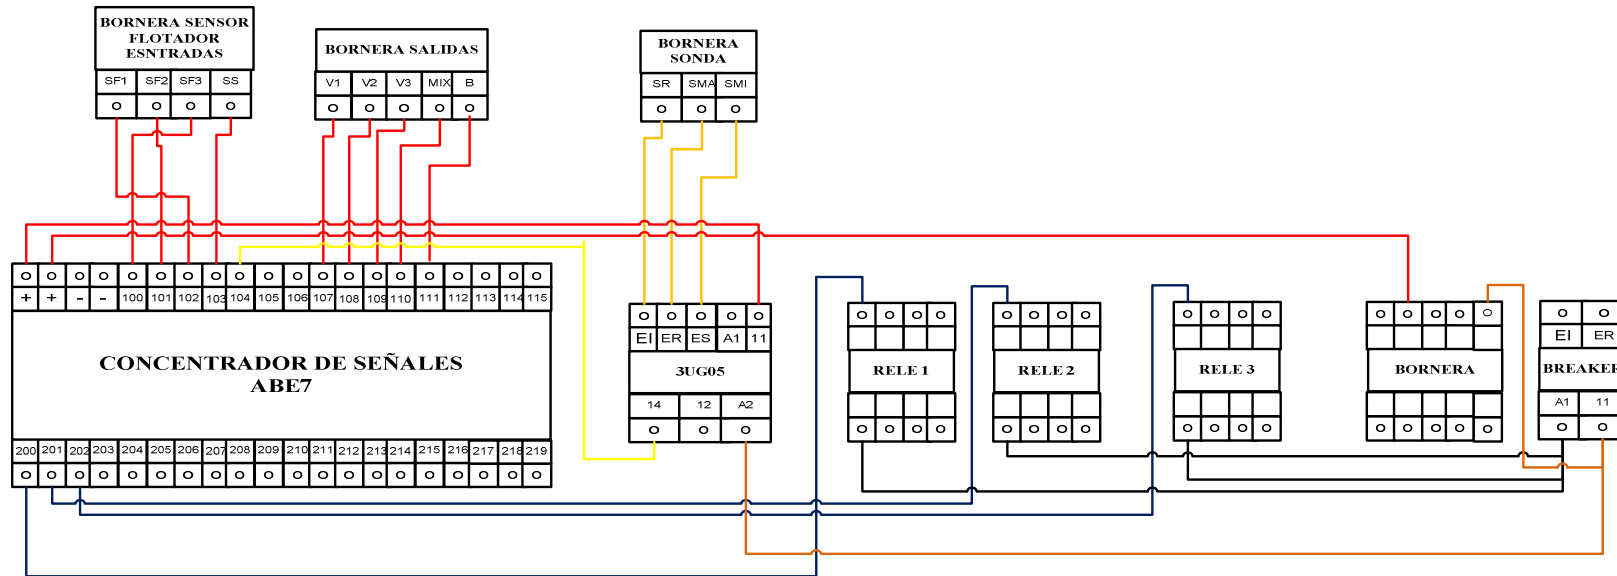 BORNERA SENSOR
FLOTADOR
ESNTRADAS
SF1 SF2 SF3 SS
BORNERA SALIDAS
V1 V2 V3 MIX B
BORNERA
SONDA
SR SMA SMI
+ + - - 100 101 102 103 104 105 106 107 108 109 110 111 112 113 114 115
CONCENTRADOR DE SEÑALES
ABE7
200 201 202 203 204 205 206 207 208 209 210 211 212 213 214 215 216 217 218 219
EI ER ES A1 11
3UG05
14 12 A2
RELE 1
RELE 2
RELE 3
BORNERA
EI ER
BREAKER
A1 11